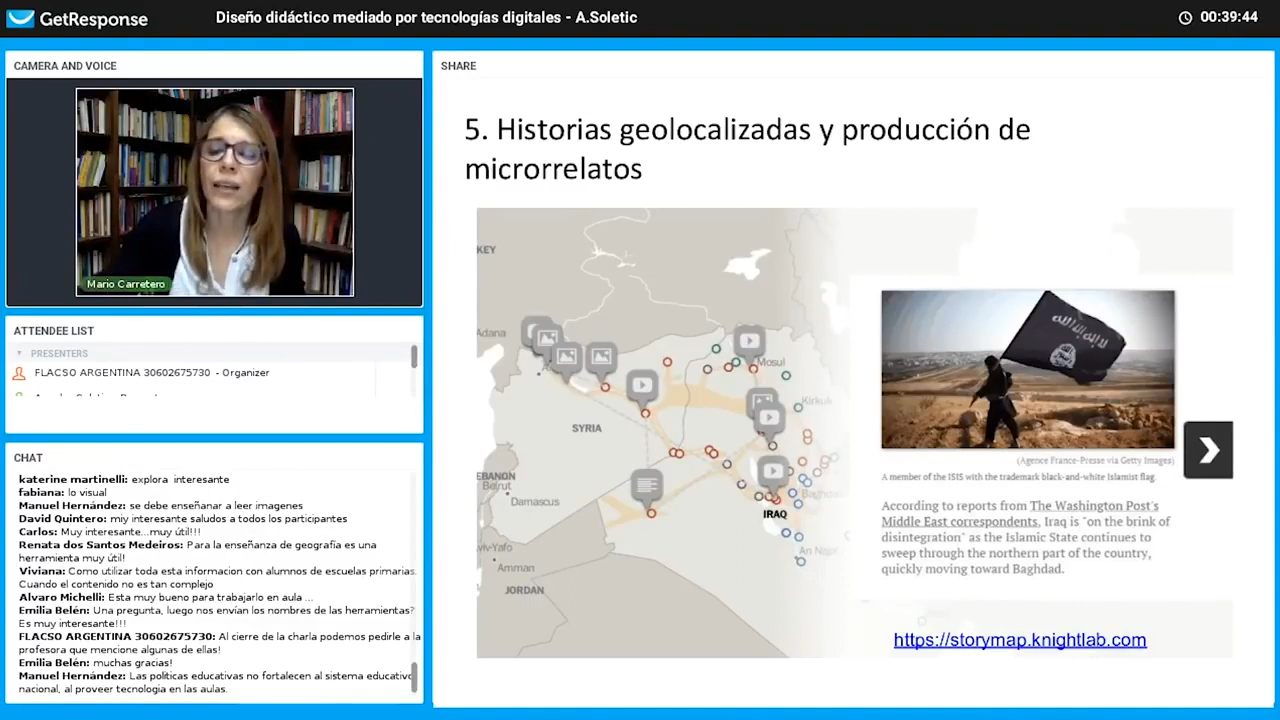 GetResponse
Diseño didáctico mediado por tecnologías digitales - A.Soletic
00:39:44
CAMERA AND VOICE
Mario Carretero
ATTENDEE LIST
PRESENTERS
FLACSO ARGENTINA 30602675730 - Organizer
CHAT
katerine martinelli: explora interesante
fabiana: lo visual
Manuel Hernández: se debe enseñanar a leer imagenes
David Quintero: miy interesante saludos a todos los participantes
Carlos: Muy interesante...muy útil!!!
Renata dos Santos Medeiros: Para la enseñanza de geografía es una
herramienta muy útil!
Viviana: Como utilizar toda esta informacion con alumnos de escuelas primarias.
Cuando el contenido no es tan complejo
Alvaro Michelli: Esta muy bueno para trabajarlo en aula ...
Emilia Belén: Una pregunta, luego nos envían los nombres de las herramientas?
Es muy interesante!!!
FLACSO ARGENTINA 30602675730: Al cierre de la charla podemos pedirle a la
profesora que mencione algunas de ellas!
Emilia Belén: muchas gracias!
Manuel Hernández: Las politicas educativas no fortalecen al sistema educativo
nacional, al proveer tecnologia en las aulas.
SHARE
5. Historias geolocalizadas y producción de
microrrelatos
KEY
Adana
Mosul
Kirkuk
SYRIA
EBANON
Beirut
Damascus
Baghdad
IRAQ
An Najaf
viv-Yafo
Amman
JORDAN
(Agence France-Presse via Getty Images)
A member of the ISIS with the trademark black-and-white Islamist flag.
According to reports from The Washington Post's
Middle East correspondents, Iraq is "on the brink of
disintegration" as the Islamic State continues to
sweep through the northern part of the country,
quickly moving toward Baghdad.
https://storymap.knightlab.com